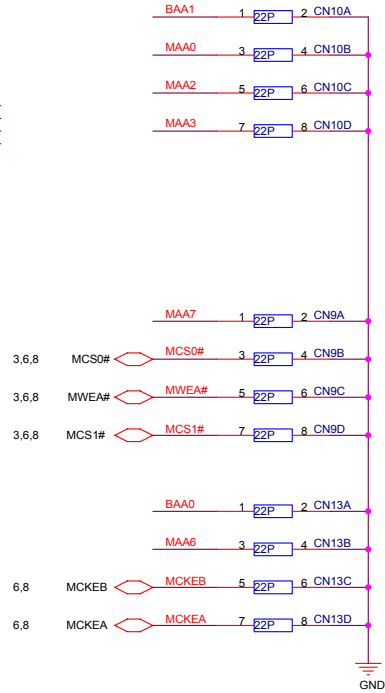 BAA1 1 22P 2 CN10A
MAA0 3 22P 4 CN10B
MAA2 5 22P 6 CN10C
MAA3 7 22P 8 CN10D
MAA7 1 22P 2 CN9A
3,6,8 MCS0# MCS0# 3 22P 4 CN9B
3,6,8 MWEA# MWEA# 5 22P 6 CN9C
3,6,8 MCS1# MCS1# 7 22P 8 CN9D
BAA0 1 22P 2 CN13A
MAA6 3 22P 4 CN13B
6,8 MCKEB MCKEB 5 22P 6 CN13C
6,8 MCKEA MCKEA 7 22P 8 CN13D
GND